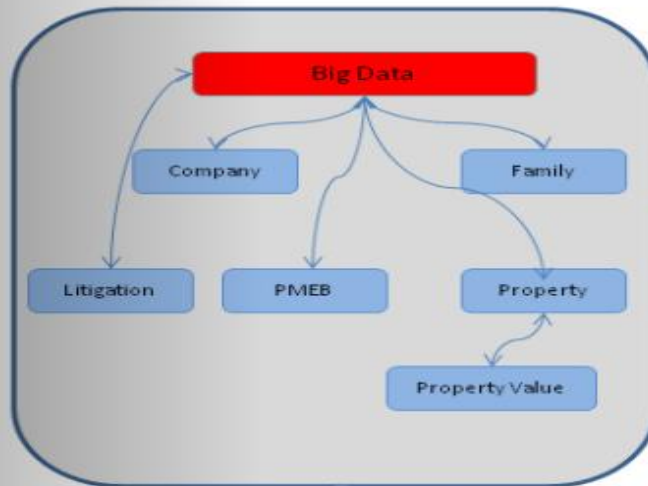 Big Data
Company
Family
Litigation
PMEB
Property
Property Value